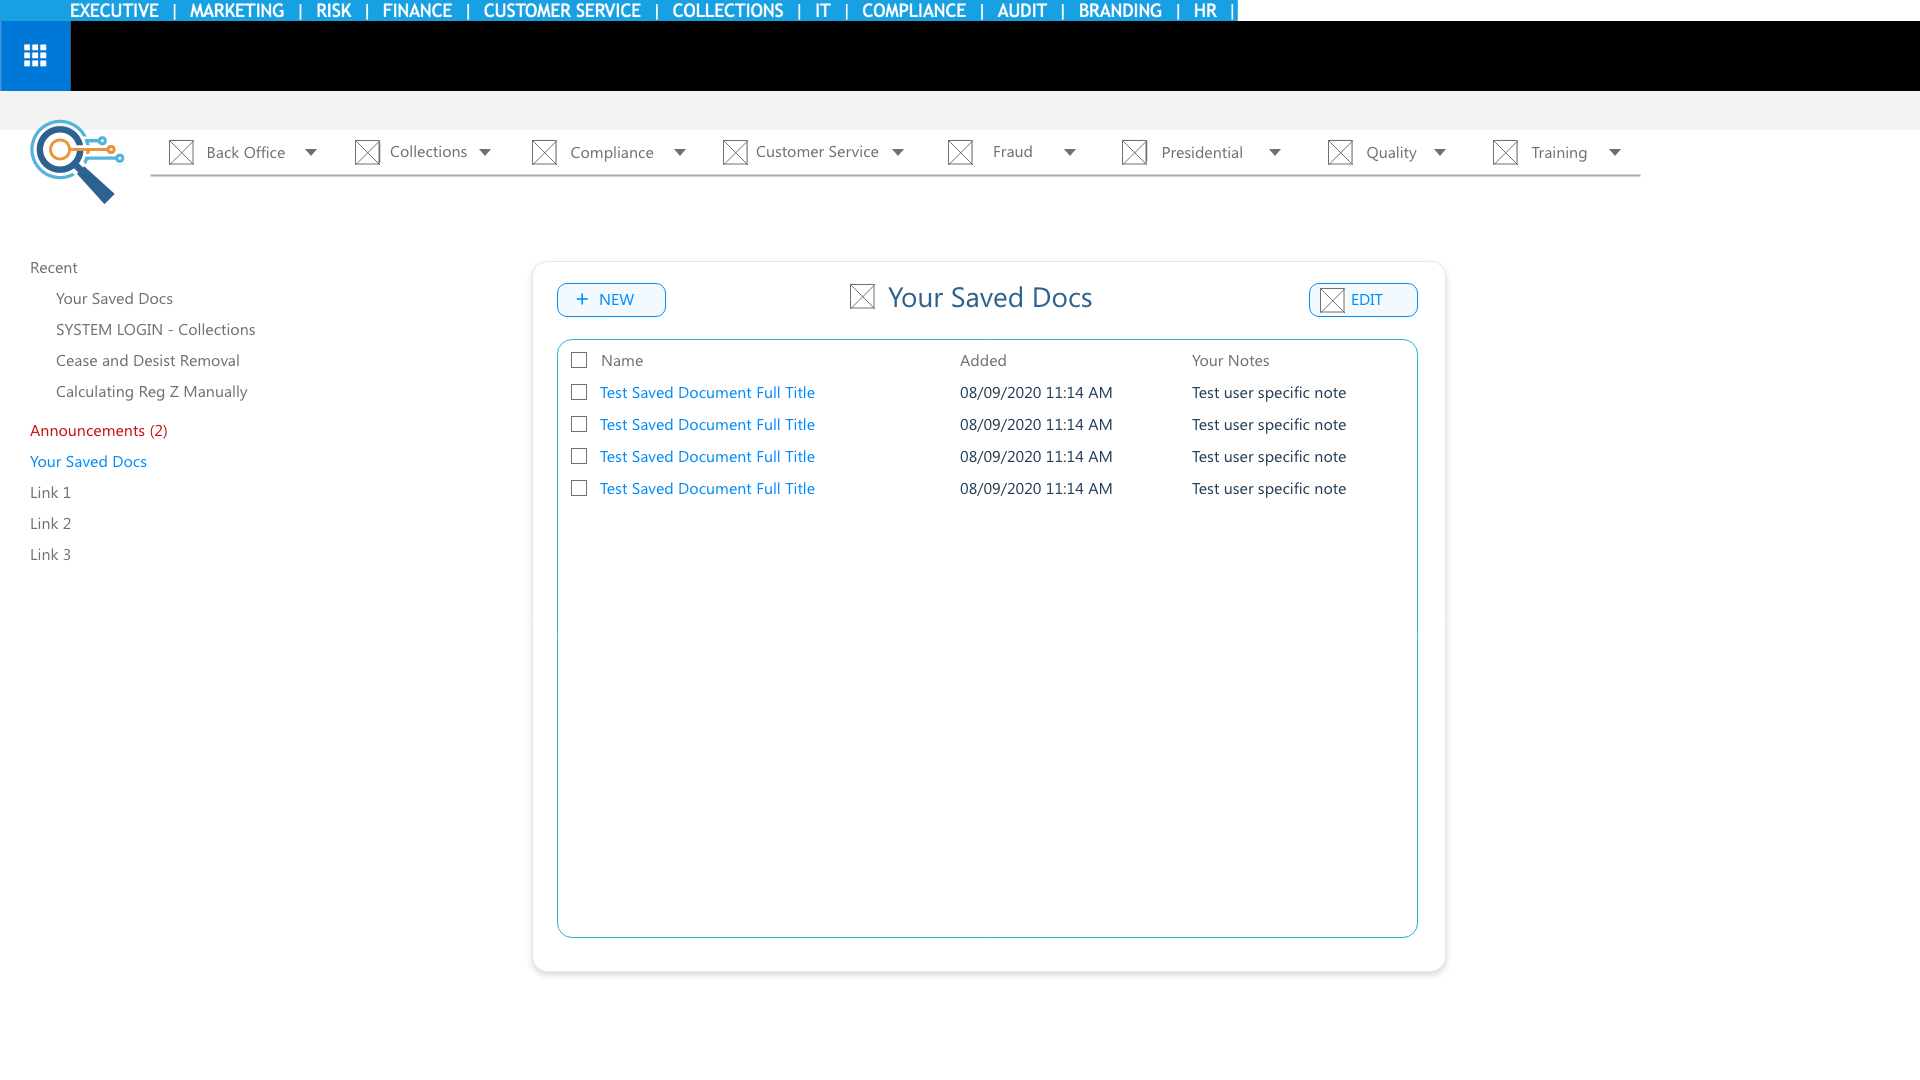 EXECUTIVE | MARKETING | RISK | FINANCE | CUSTOMER SERVICE | COLLECTIONS | IT | COMPLIANCE | AUDIT | BRANDING | HR |
Back Office Collections Compliance Customer Service Fraud Presidential Quality Training
Recent
Your Saved Docs
SYSTEM LOGIN - Collections
Cease and Desist Removal
Calculating Reg Z Manually
Announcements (2)
Your Saved Docs
Link 1
Link 2
Link 3
+ NEW Your Saved Docs EDIT
Name Added Your Notes
Test Saved Document Full Title 08/09/2020 11:14 AM Test user specific note
Test Saved Document Full Title 08/09/2020 11:14 AM Test user specific note
Test Saved Document Full Title 08/09/2020 11:14 AM Test user specific note
Test Saved Document Full Title 08/09/2020 11:14 AM Test user specific note